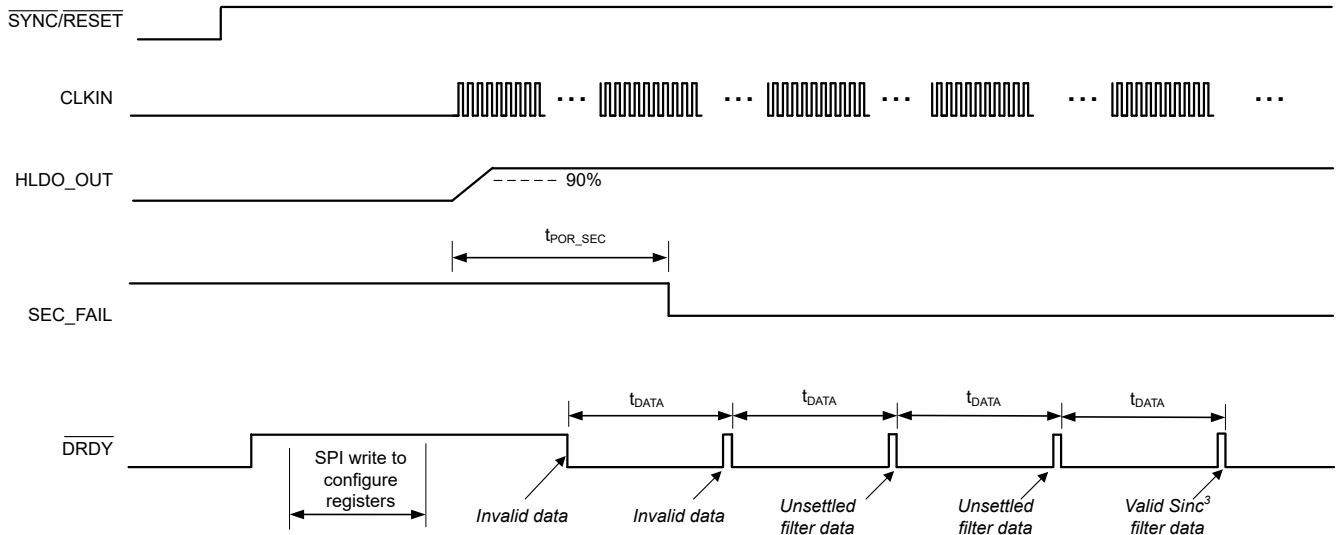 SYNC/RESET
CLKIN
... ... ... ... ...
HLDO_OUT
90%
tPOR_SEC
SEC_FAIL
tDATA tDATA tDATA tDATA
DRDY
SPI write to
configure
registers
Invalid data
Invalid data
Unsettled
filter data
Unsettled
filter data
Valid Sinc³
filter data